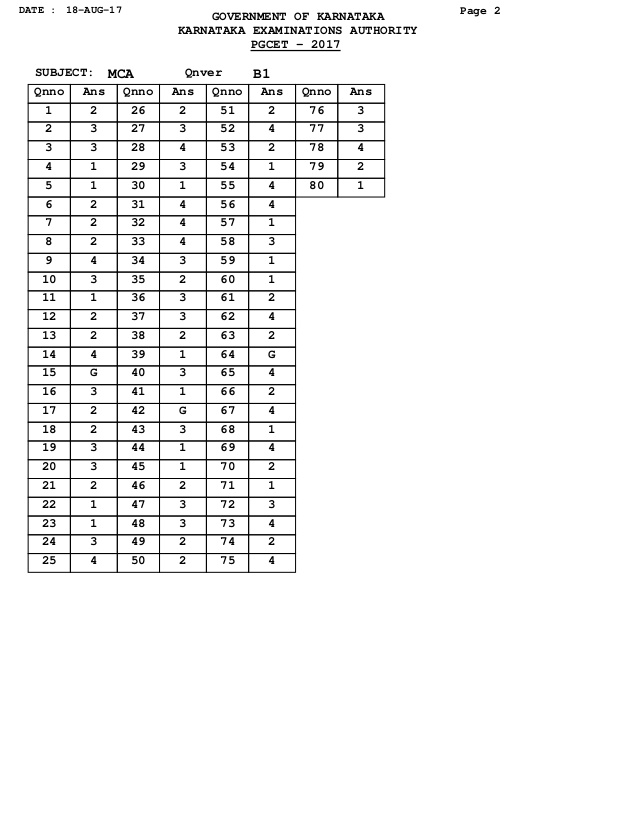 DATE : 18-AUG-17 Page 2
GOVERNMENT OF KARNATAKA
KARNATAKA EXAMINATIONS AUTHORITY
PGCET - 2017
SUBJECT: MCA Qnver B1
Qnno Ans Qnno Ans Qnno Ans Qnno Ans
1 2 26 2 51 2 76 3
2 3 27 3 52 4 77 3
3 3 28 4 53 2 78 4
4 1 29 3 54 1 79 2
5 1 30 1 55 4 80 1
6 2 31 4 56 4
7 2 32 4 57 1
8 2 33 4 58 3
9 4 34 3 59 1
10 3 35 2 60 1
11 1 36 3 61 2
12 2 37 3 62 4
13 2 38 2 63 2
14 4 39 1 64 G
15 G 40 3 65 4
16 3 41 1 66 2
17 2 42 G 67 4
18 2 43 3 68 1
19 3 44 1 69 4
20 3 45 1 70 2
21 2 46 2 71 1
22 1 47 3 72 3
23 1 48 3 73 4
24 3 49 2 74 2
25 4 50 2 75 4